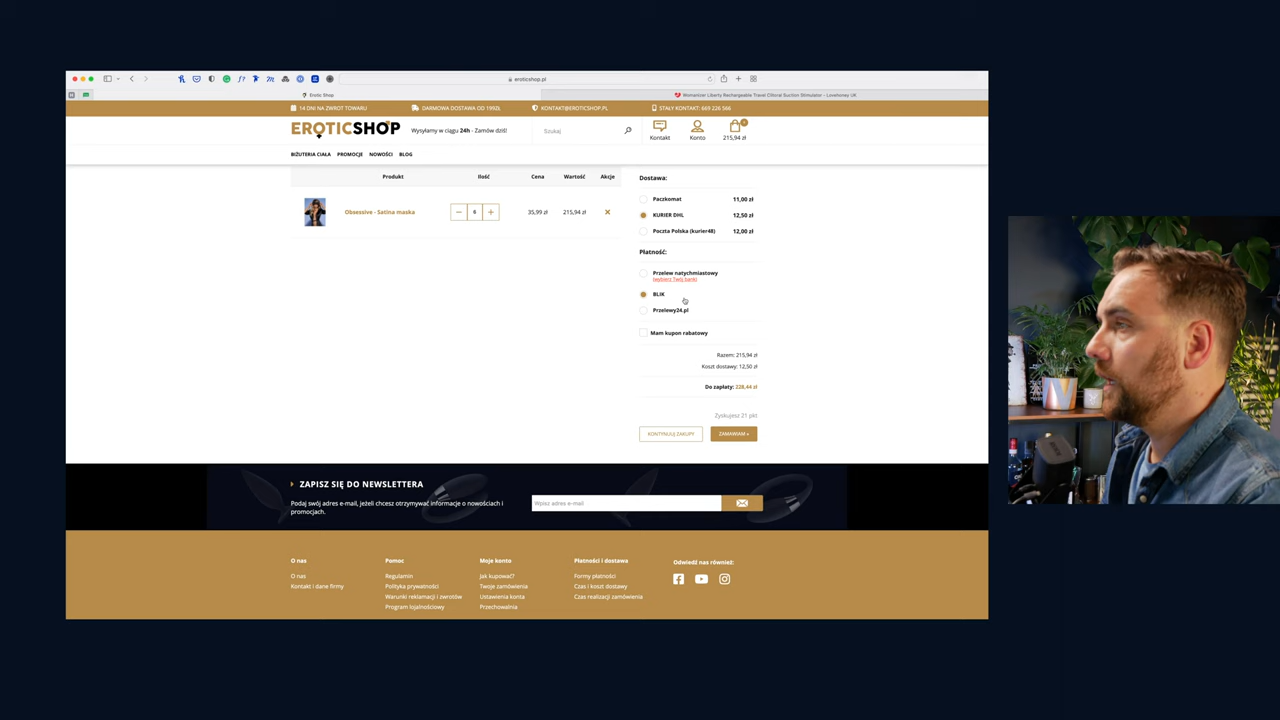 eroticshop.pl
Erotic Shop
Womanizer Liberty Rechargeable Travel Clitoral Suction Stimulator - Lovehoney UK
14 DNI NA ZWROT TOWARU
DARMOWA DOSTAWA OD 199ZŁ
KONTAKT@EROTICSHOP.PL
STAŁY KONTAKT: 669 226 566
EROTICSHOP
Wysyłamy w ciągu 24h - Zamów dziś!
Szukaj
Kontakt
Konto
215,94 zł
BIŻUTERIA CIAŁA
PROMOCJE
NOWOŚCI
BLOG
Produkt
Ilość
Cena
Wartość
Akcje
Obsessive - Satina maska
6
35,99 zł
215,94 zł
Dostawa:
Paczkomat 11,00 zł
KURIER DHL 12,50 zł
Poczta Polska (kurier48) 12,00 zł
Płatność:
Przelew natychmiastowy
(wybierz Twój bank)
BLIK
Przelewy24.pl
Mam kupon rabatowy
Razem: 215,94 zł
Koszt dostawy: 12,50 zł
Do zapłaty: 228,44 zł
Zyskujesz 21 pkt
KONTYNUUJ ZAKUPY
ZAMAWIAM »
ZAPISZ SIĘ DO NEWSLETTERA
Podaj swój adres e-mail, jeżeli chcesz otrzymywać informacje o nowościach i
promocjach.
Wpisz adres e-mail
O nas
O nas
Kontakt i dane firmy
Pomoc
Regulamin
Polityka prywatności
Warunki reklamacji i zwrotów
Program lojalnościowy
Moje konto
Jak kupować?
Twoje zamówienia
Ustawienia konta
Przechowalnia
Płatności i dostawa
Formy płatności
Czas i koszt dostawy
Czas realizacji zamówienia
Odwiedź nas również: